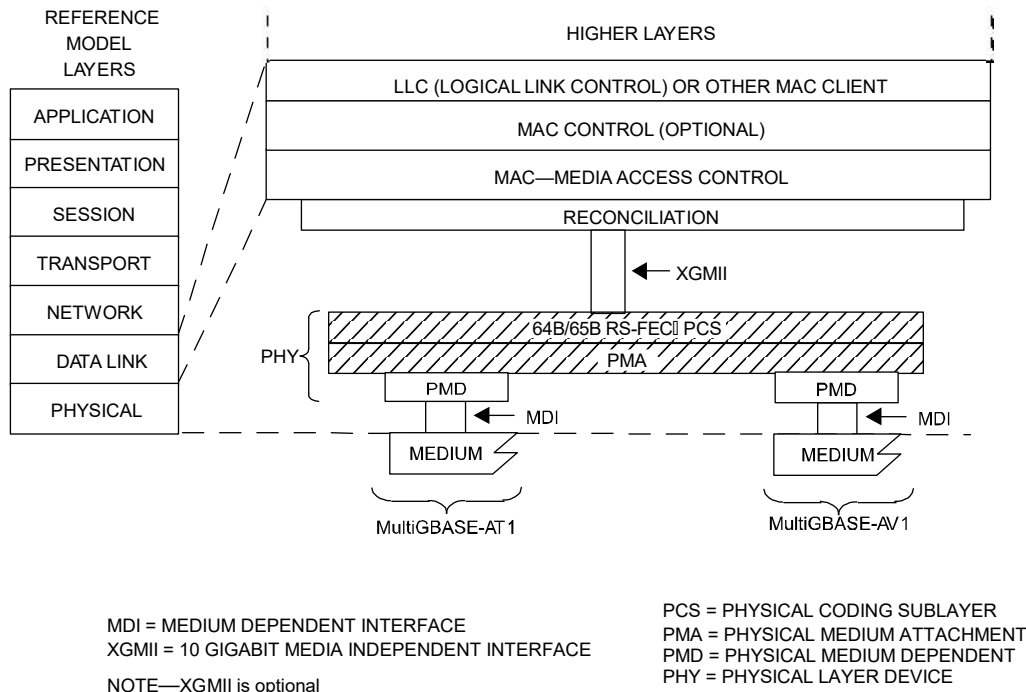 REFERENCE
MODEL
LAYERS
APPLICATION
PRESENTATION
SESSION
TRANSPORT
NETWORK
DATA LINK
PHYSICAL
HIGHER LAYERS
LLC (LOGICAL LINK CONTROL) OR OTHER MAC CLIENT
MAC CONTROL (OPTIONAL)
MAC—MEDIA ACCESS CONTROL
RECONCILIATION
XGMII
PHY
64B/65B RS-FEC▯ PCS
PMA
PMD
PMD
MDI
MDI
MEDIUM
MEDIUM
MultiGBASE-AT1
MultiGBASE-AV1
MDI = MEDIUM DEPENDENT INTERFACE
XGMII = 10 GIGABIT MEDIA INDEPENDENT INTERFACE
NOTE—XGMII is optional
PCS = PHYSICAL CODING SUBLAYER
PMA = PHYSICAL MEDIUM ATTACHMENT
PMD = PHYSICAL MEDIUM DEPENDENT
PHY = PHYSICAL LAYER DEVICE